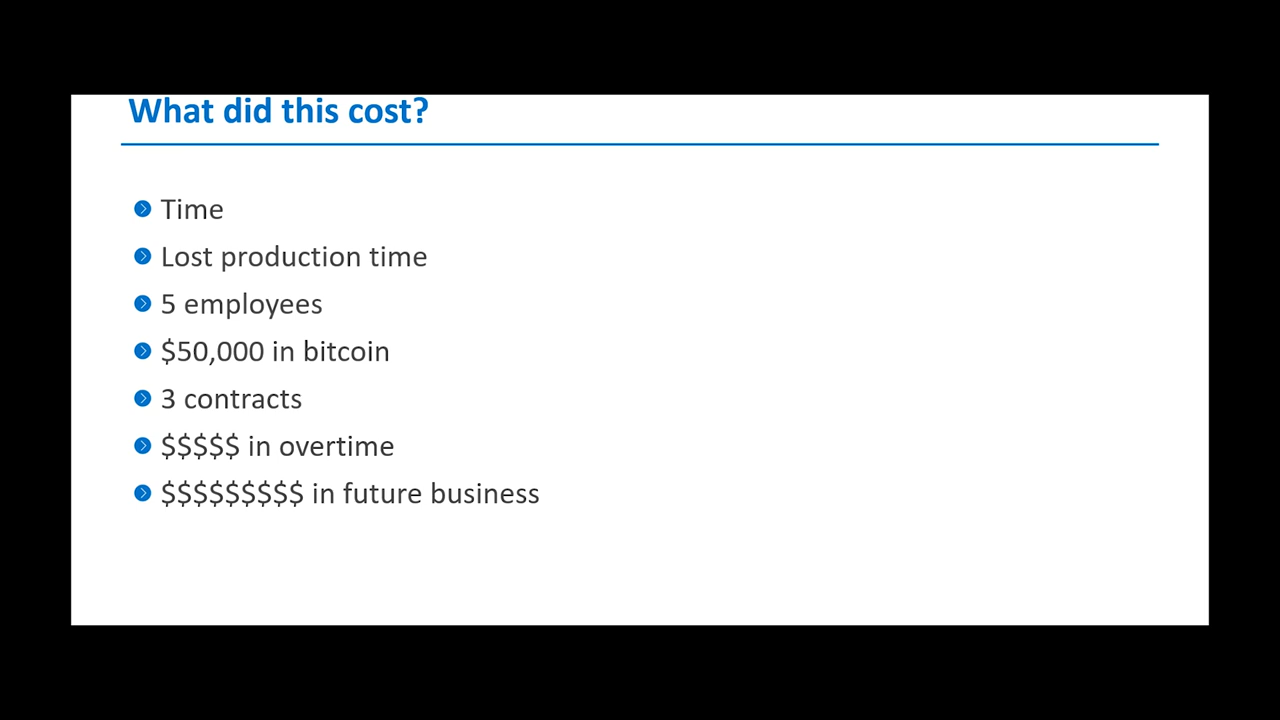 What did this cost?
Time
Lost production time
5 employees
$50,000 in bitcoin
3 contracts
$$$$$ in overtime
$$$$$$$$$ in future business